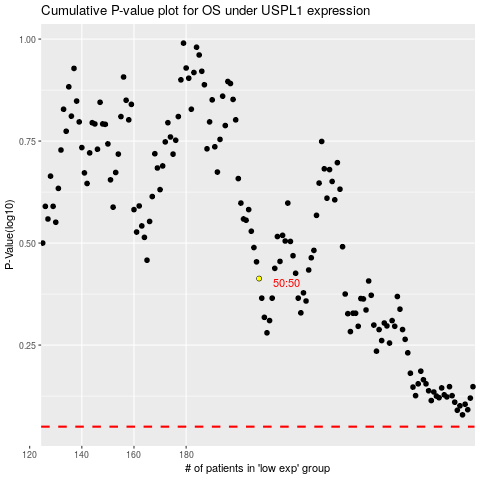 Cumulative P-value plot for OS under USPL1 expression
P-Value(log10)
1.00
0.75
0.50
0.25
50:50
120 140 160 180
# of patients in 'low exp' group